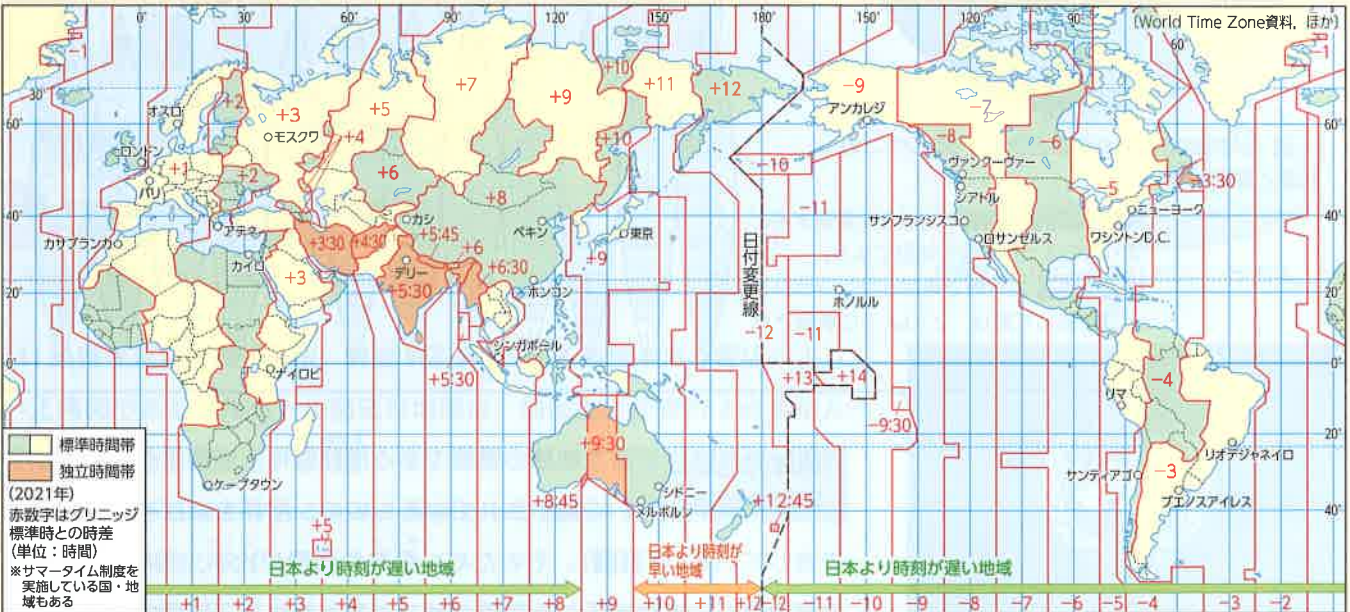 0° 30° 60° 90° 120° 150° 180° 150° 120° 90°
(World Time Zone資料, ほか)
60
-1
-1
30
60°
60°
40°
40°
20°
20°
0°
0°
20°
20°
40°
40°
+2
+3
+5
+7
+9
+10
+11
+12
-9
-7
+4
+10
-8
-6
+1
+2
+6
+8
-10
-11
-5
-3:30
オスロ
モスクワ
ロンドン
パリ
アンカレジ
ヴァンクーヴァー
シアトル
ニューヨーク
カサブランカ
アテネ
カシ
ペキン
東京
サンフランシスコ
ロサンゼルス
ワシントンD.C.
カイロ
デリー
ホンコン
ホノルル
+3:30
+4:30
+5:45
+6
+9
+3
+6:30
+5:30
日付変更線
-12
-11
シンガポール
ナイロビ
+5:30
+13
+14
-4
リマ
-9:30
+9:30
リオデジャネイロ
サンティアゴ
-3
ブエノスアイレス
ケープタウン
+8:45
シドニー
メルボルン
+12:45
+5
標準時間帯
独立時間帯
(2021年)
赤数字はグリニッジ
標準時との時差
(単位：時間)
※サマータイム制度を
実施している国・地
域もある
日本より時刻が遅い地域
日本より時刻が
早い地域
日本より時刻が遅い地域
+1 +2 +3 +4 +5 +6 +7 +8 +9 +10 +11 +12 -12 -11 -10 -9 -8 -7 -6 -5 -4 -3 -2